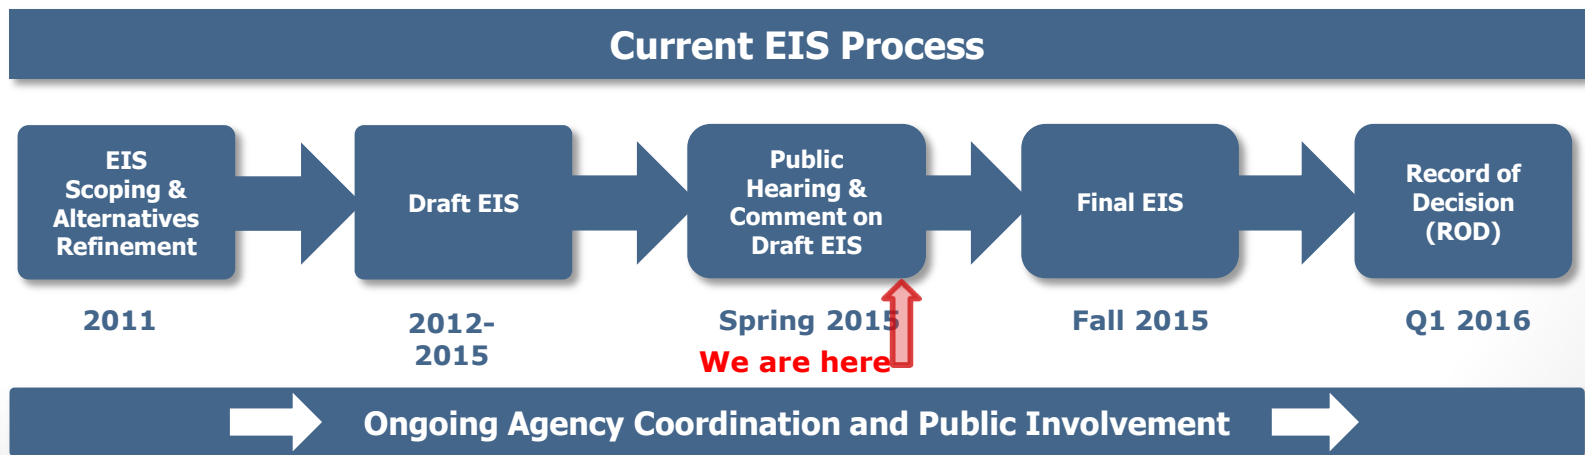 Current EIS Process
EIS
Scoping &
Alternatives
Refinement
Draft EIS
Public
Hearing &
Comment on
Draft EIS
Final EIS
Record of
Decision
(ROD)
2011
2012-
2015
Spring 2015
Fall 2015
Q1 2016
We are here
Ongoing Agency Coordination and Public Involvement